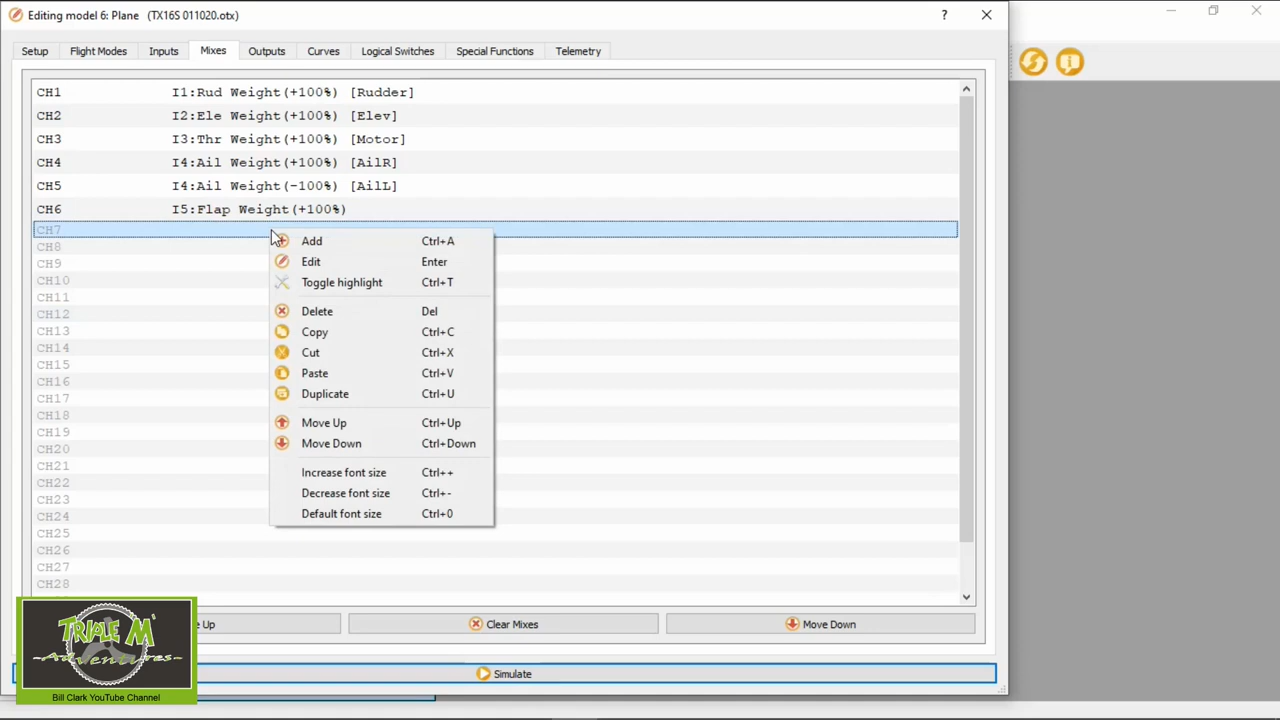 Editing model 6: Plane (TX16S 011020.otx)
?
Setup Flight Modes Inputs Mixes Outputs Curves Logical Switches Special Functions Telemetry
CH1 I1:Rud Weight(+100%) [Rudder]
CH2 I2:Ele Weight(+100%) [Elev]
CH3 I3:Thr Weight(+100%) [Motor]
CH4 I4:Ail Weight(+100%) [AilR]
CH5 I4:Ail Weight(-100%) [AilL]
CH6 I5:Flap Weight(+100%)
CH7
CH8
CH9
CH10
CH11
CH12
CH13
CH14
CH15
CH16
CH17
CH18
CH19
CH20
CH21
CH22
CH23
CH24
CH25
CH26
CH27
CH28
Add Ctrl+A
Edit Enter
Toggle highlight Ctrl+T
Delete Del
Copy Ctrl+C
Cut Ctrl+X
Paste Ctrl+V
Duplicate Ctrl+U
Move Up Ctrl+Up
Move Down Ctrl+Down
Increase font size Ctrl++
Decrease font size Ctrl+-
Default font size Ctrl+0
Up Clear Mixes Move Down
Simulate
TRIPLE M'
-Adventures-
Bill Clark YouTube Channel